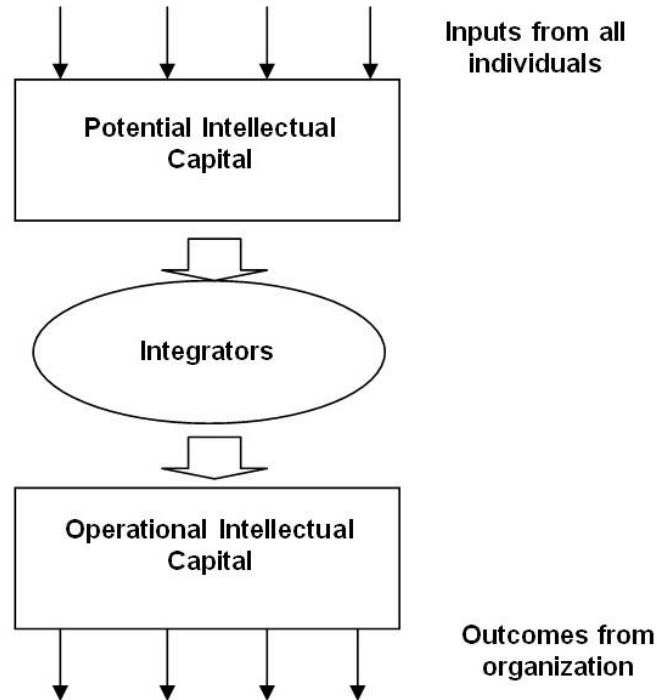 Inputs from all
individuals
Potential Intellectual
Capital
Integrators
Operational Intellectual
Capital
Outcomes from
organization